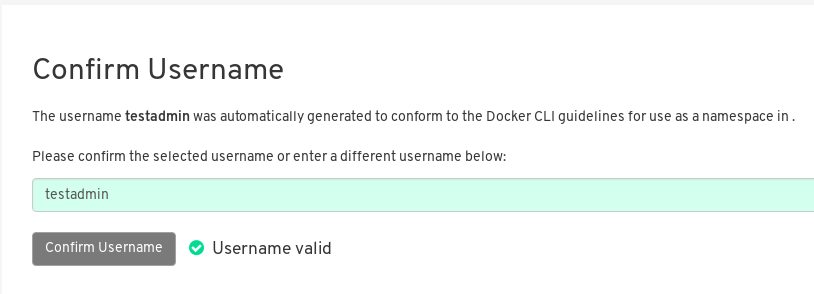 Confirm Username
The username testadmin was automatically generated to conform to the Docker CLI guidelines for use as a namespace in .
Please confirm the selected username or enter a different username below:
testadmin
Confirm Username Username valid